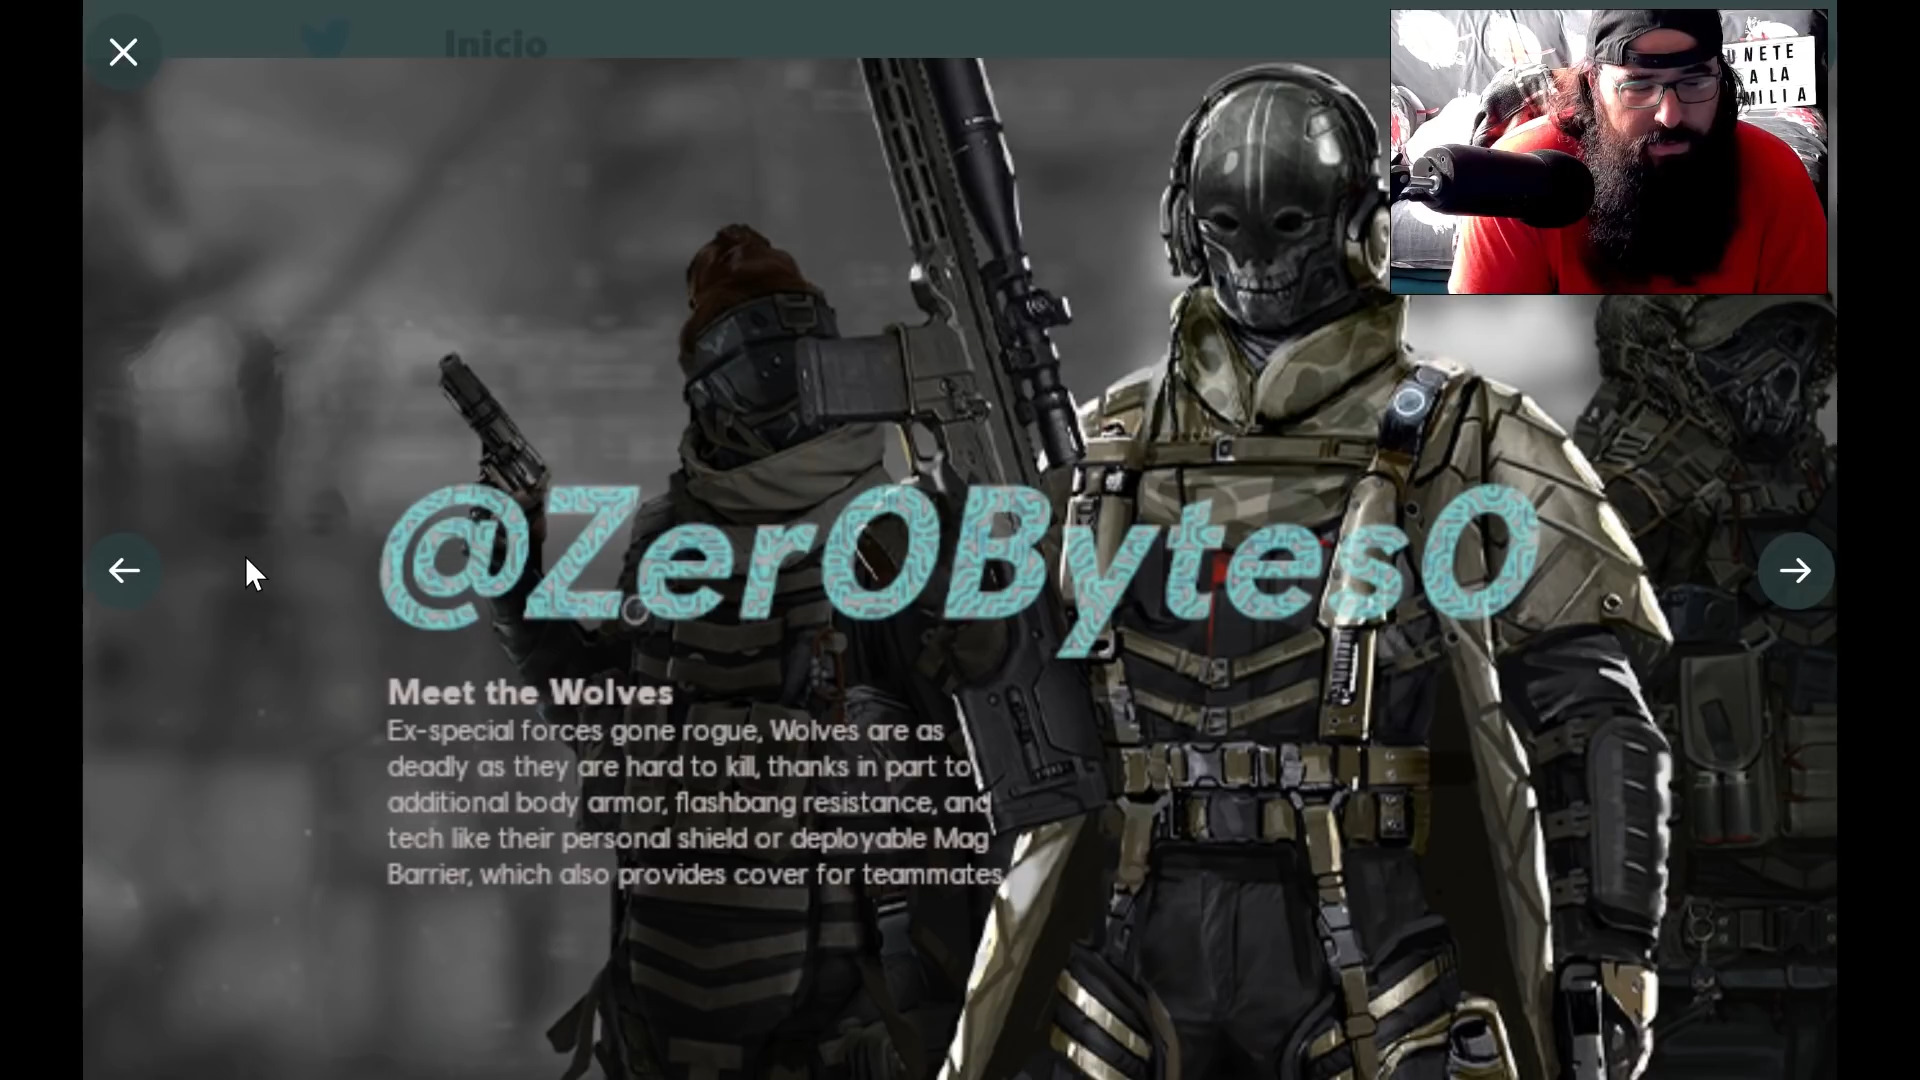 Inicio
UNETE
A LA
MILIA
@ZerOBytesO
Meet the Wolves
Ex-special forces gone rogue, Wolves are as
deadly as they are hard to kill, thanks in part to
additional body armor, flashbang resistance, and
tech like their personal shield or deployable Mag
Barrier, which also provides cover for teammates